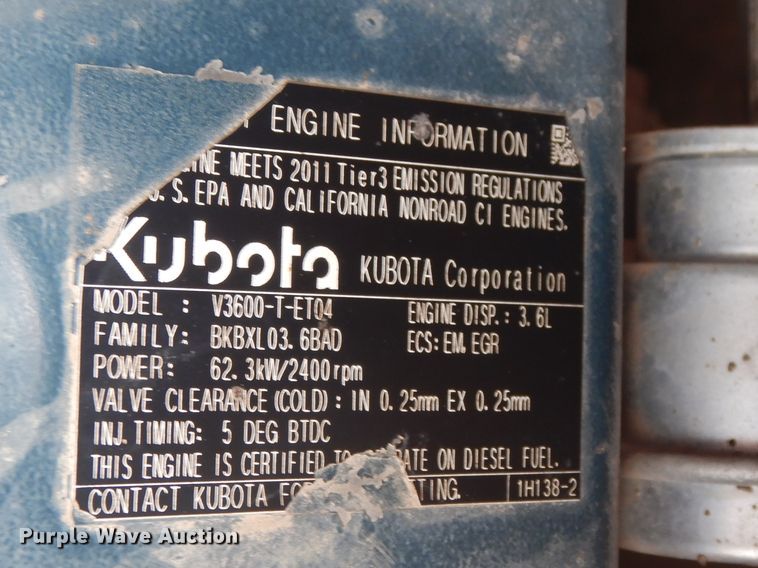 ENGINE INFORMATION
MEETS 2011 Tier3 EMISSION REGULATIONS
S. EPA AND CALIFORNIA NONROAD CI ENGINES.
Kubota KUBOTA Corporation
MODEL : V3600-T-ET04 ENGINE DISP.: 3.6L
FAMILY: BKBXL03.6BAD ECS: EM, EGR
POWER: 62.3kW/2400rpm
VALVE CLEARANCE (COLD) : IN 0.25mm EX 0.25mm
INJ. TIMING: 5 DEG BTDC
THIS ENGINE IS CERTIFIED ON DIESEL FUEL.
CONTACT KUBOTA 1H138-2
Purple Wave Auction